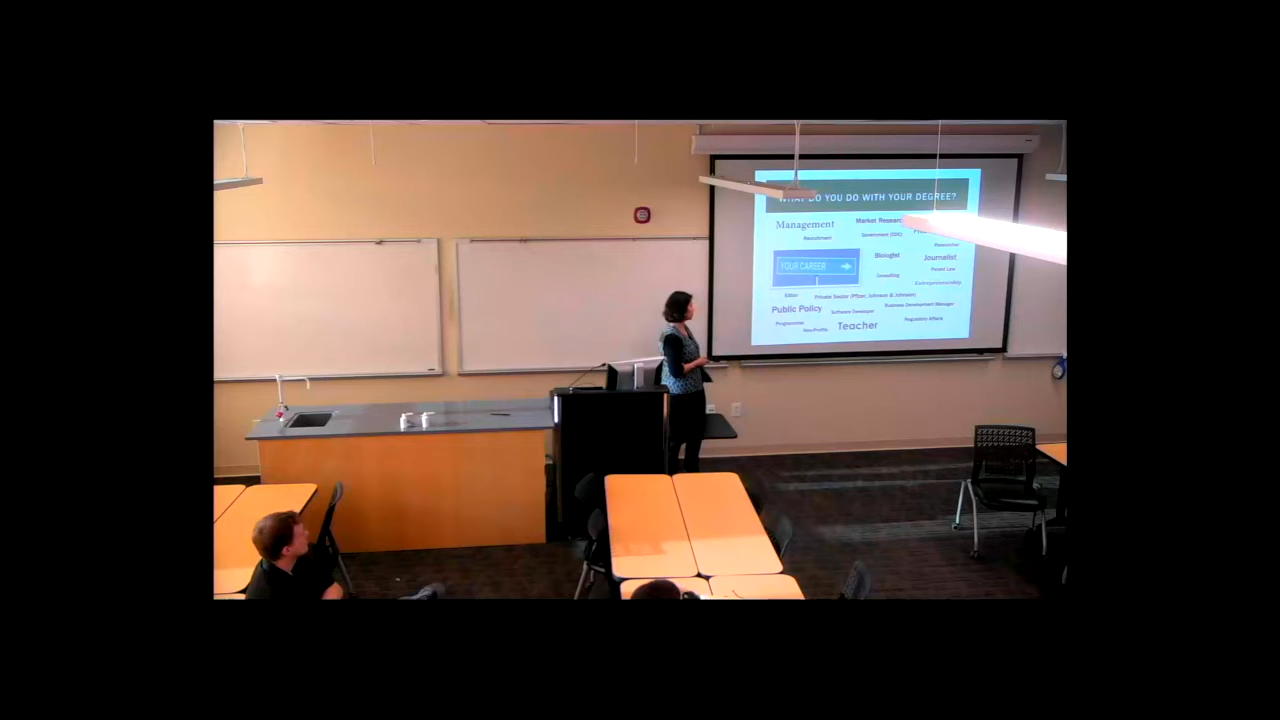 WHAT DO YOU DO WITH YOUR DEGREE?
Management
Market Research
Recruitment
Government (CDC)
Researcher
Biologist
Journalist
YOUR CAREER
Patent Law
Consulting
Entrepreneurship
Editor
Private Sector (Pfizer, Johnson & Johnson)
Public Policy
Software Developer
Business Development Manager
Programmer
Non-Profits
Teacher
Regulatory Affairs